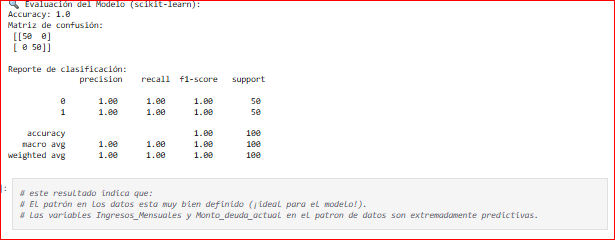 🔍 Evaluación del Modelo (scikit-learn):
Accuracy: 1.0
Matriz de confusión:
[[50  0]
[ 0 50]]
Reporte de clasificación:
precision    recall  f1-score   support
0       1.00      1.00      1.00        50
1       1.00      1.00      1.00        50
accuracy                           1.00       100
macro avg       1.00      1.00      1.00       100
weighted avg       1.00      1.00      1.00       100
]:
# este resultado indica que:
# El patrón en los datos esta muy bien definido (¡ideal para el modelo!).
# Las variables Ingresos_Mensuales y Monto_deuda_actual en el patron de datos son extremadamente predictivas.